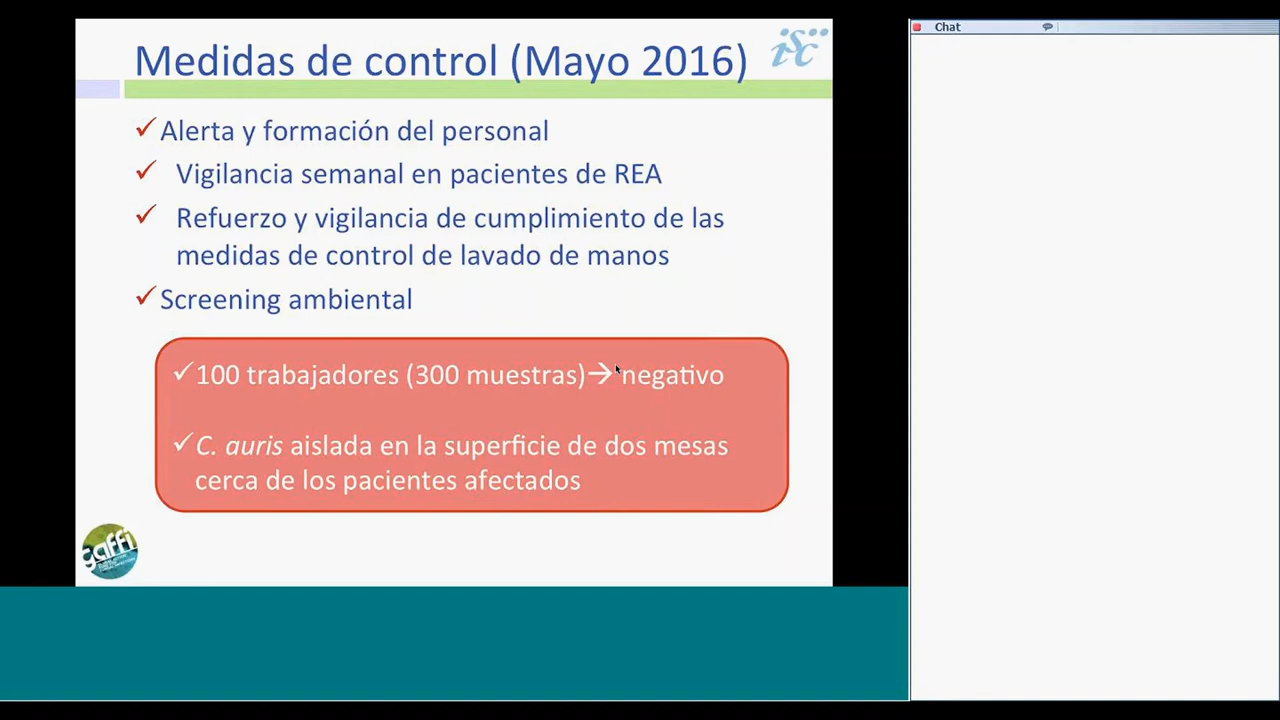 Medidas de control (Mayo 2016)
isciii
Chat
✓Alerta y formación del personal
✓ Vigilancia semanal en pacientes de REA
✓ Refuerzo y vigilancia de cumplimiento de las
medidas de control de lavado de manos
✓Screening ambiental
✓100 trabajadores (300 muestras)→ negativo
✓C. auris aislada en la superficie de dos mesas
cerca de los pacientes afectados
gaffi